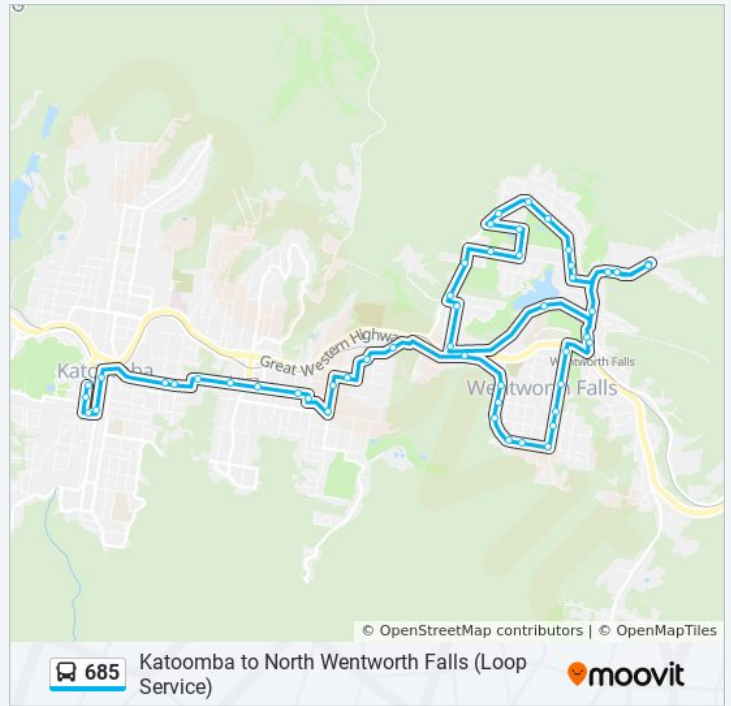 Great Western Highwa
Katoomba
Wentworth Falls
Wentworth Falls
© OpenStreetMap contributors | © OpenMapTiles
685
Katoomba to North Wentworth Falls (Loop
Service)
moovit